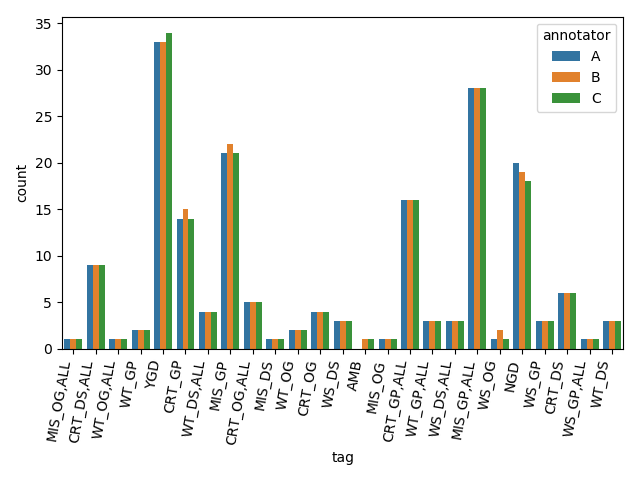 35
30
25
20
15
10
5
0
count
annotator
A
B
C
MIS_OG,ALL
CRT_DS,ALL
WT_OG,ALL
WT_GP
YGD
CRT_GP
WT_DS,ALL
MIS_GP
CRT_OG,ALL
MIS_DS
WT_OG
CRT_OG
WS_DS
AMB
MIS_OG
CRT_GP,ALL
WT_GP,ALL
WS_DS,ALL
MIS_GP,ALL
WS_OG
NGD
WS_GP
CRT_DS
WS_GP,ALL
WT_DS
tag